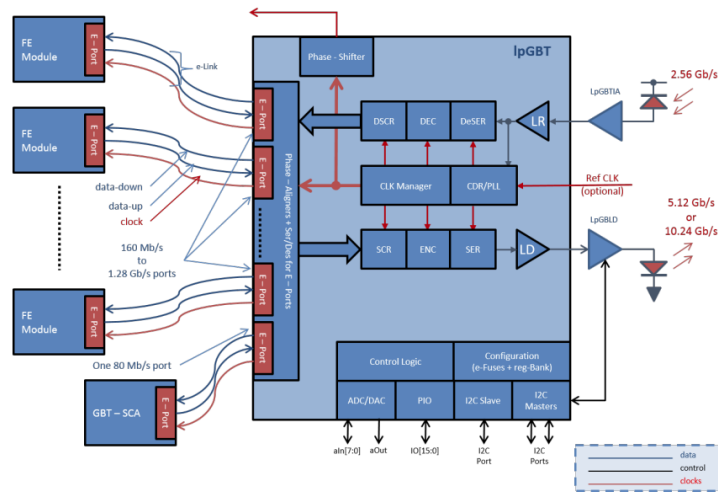 FE
Module
E – Port
e-Link
Phase - Shifter
lpGBT
2.56 Gb/s
LpGBTIA
E – Port
DSCR
DEC
DeSER
LR
FE
Module
E – Port
E – Port
Phase – Aligners + Ser/Des for E – Ports
CLK Manager
CDR/PLL
Ref CLK
(optional)
data-down
data-up
clock
5.12 Gb/s
or
10.24 Gb/s
LpGBLD
160 Mb/s
to
1.28 Gb/s ports
SCR
ENC
SER
LD
FE
Module
E – Port
E – Port
One 80 Mb/s port
E – Port
Control Logic
Configuration
(e-Fuses + reg-Bank)
GBT – SCA
E – Port
ADC/DAC
PIO
I2C Slave
I2C
Masters
aIn[7:0]
aOut
IO[15:0]
I2C
Port
I2C
Ports
data
control
clocks